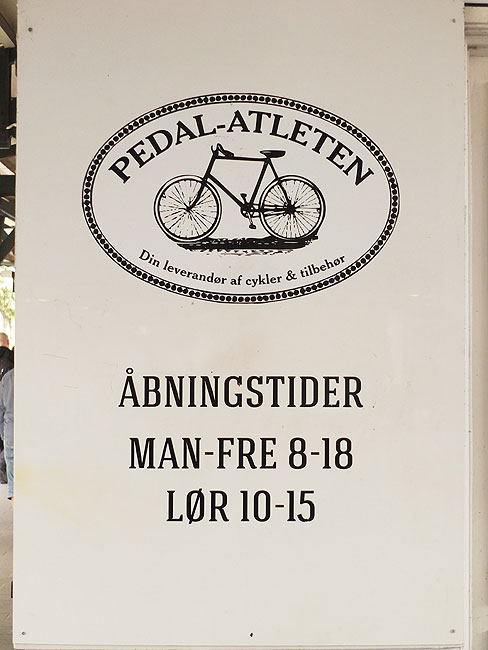 PEDAL-ATLETEN
Din leverandør af cykler & tilbehør
ÅBNINGSTIDER
MAN-FRE 8-18
LØR 10-15